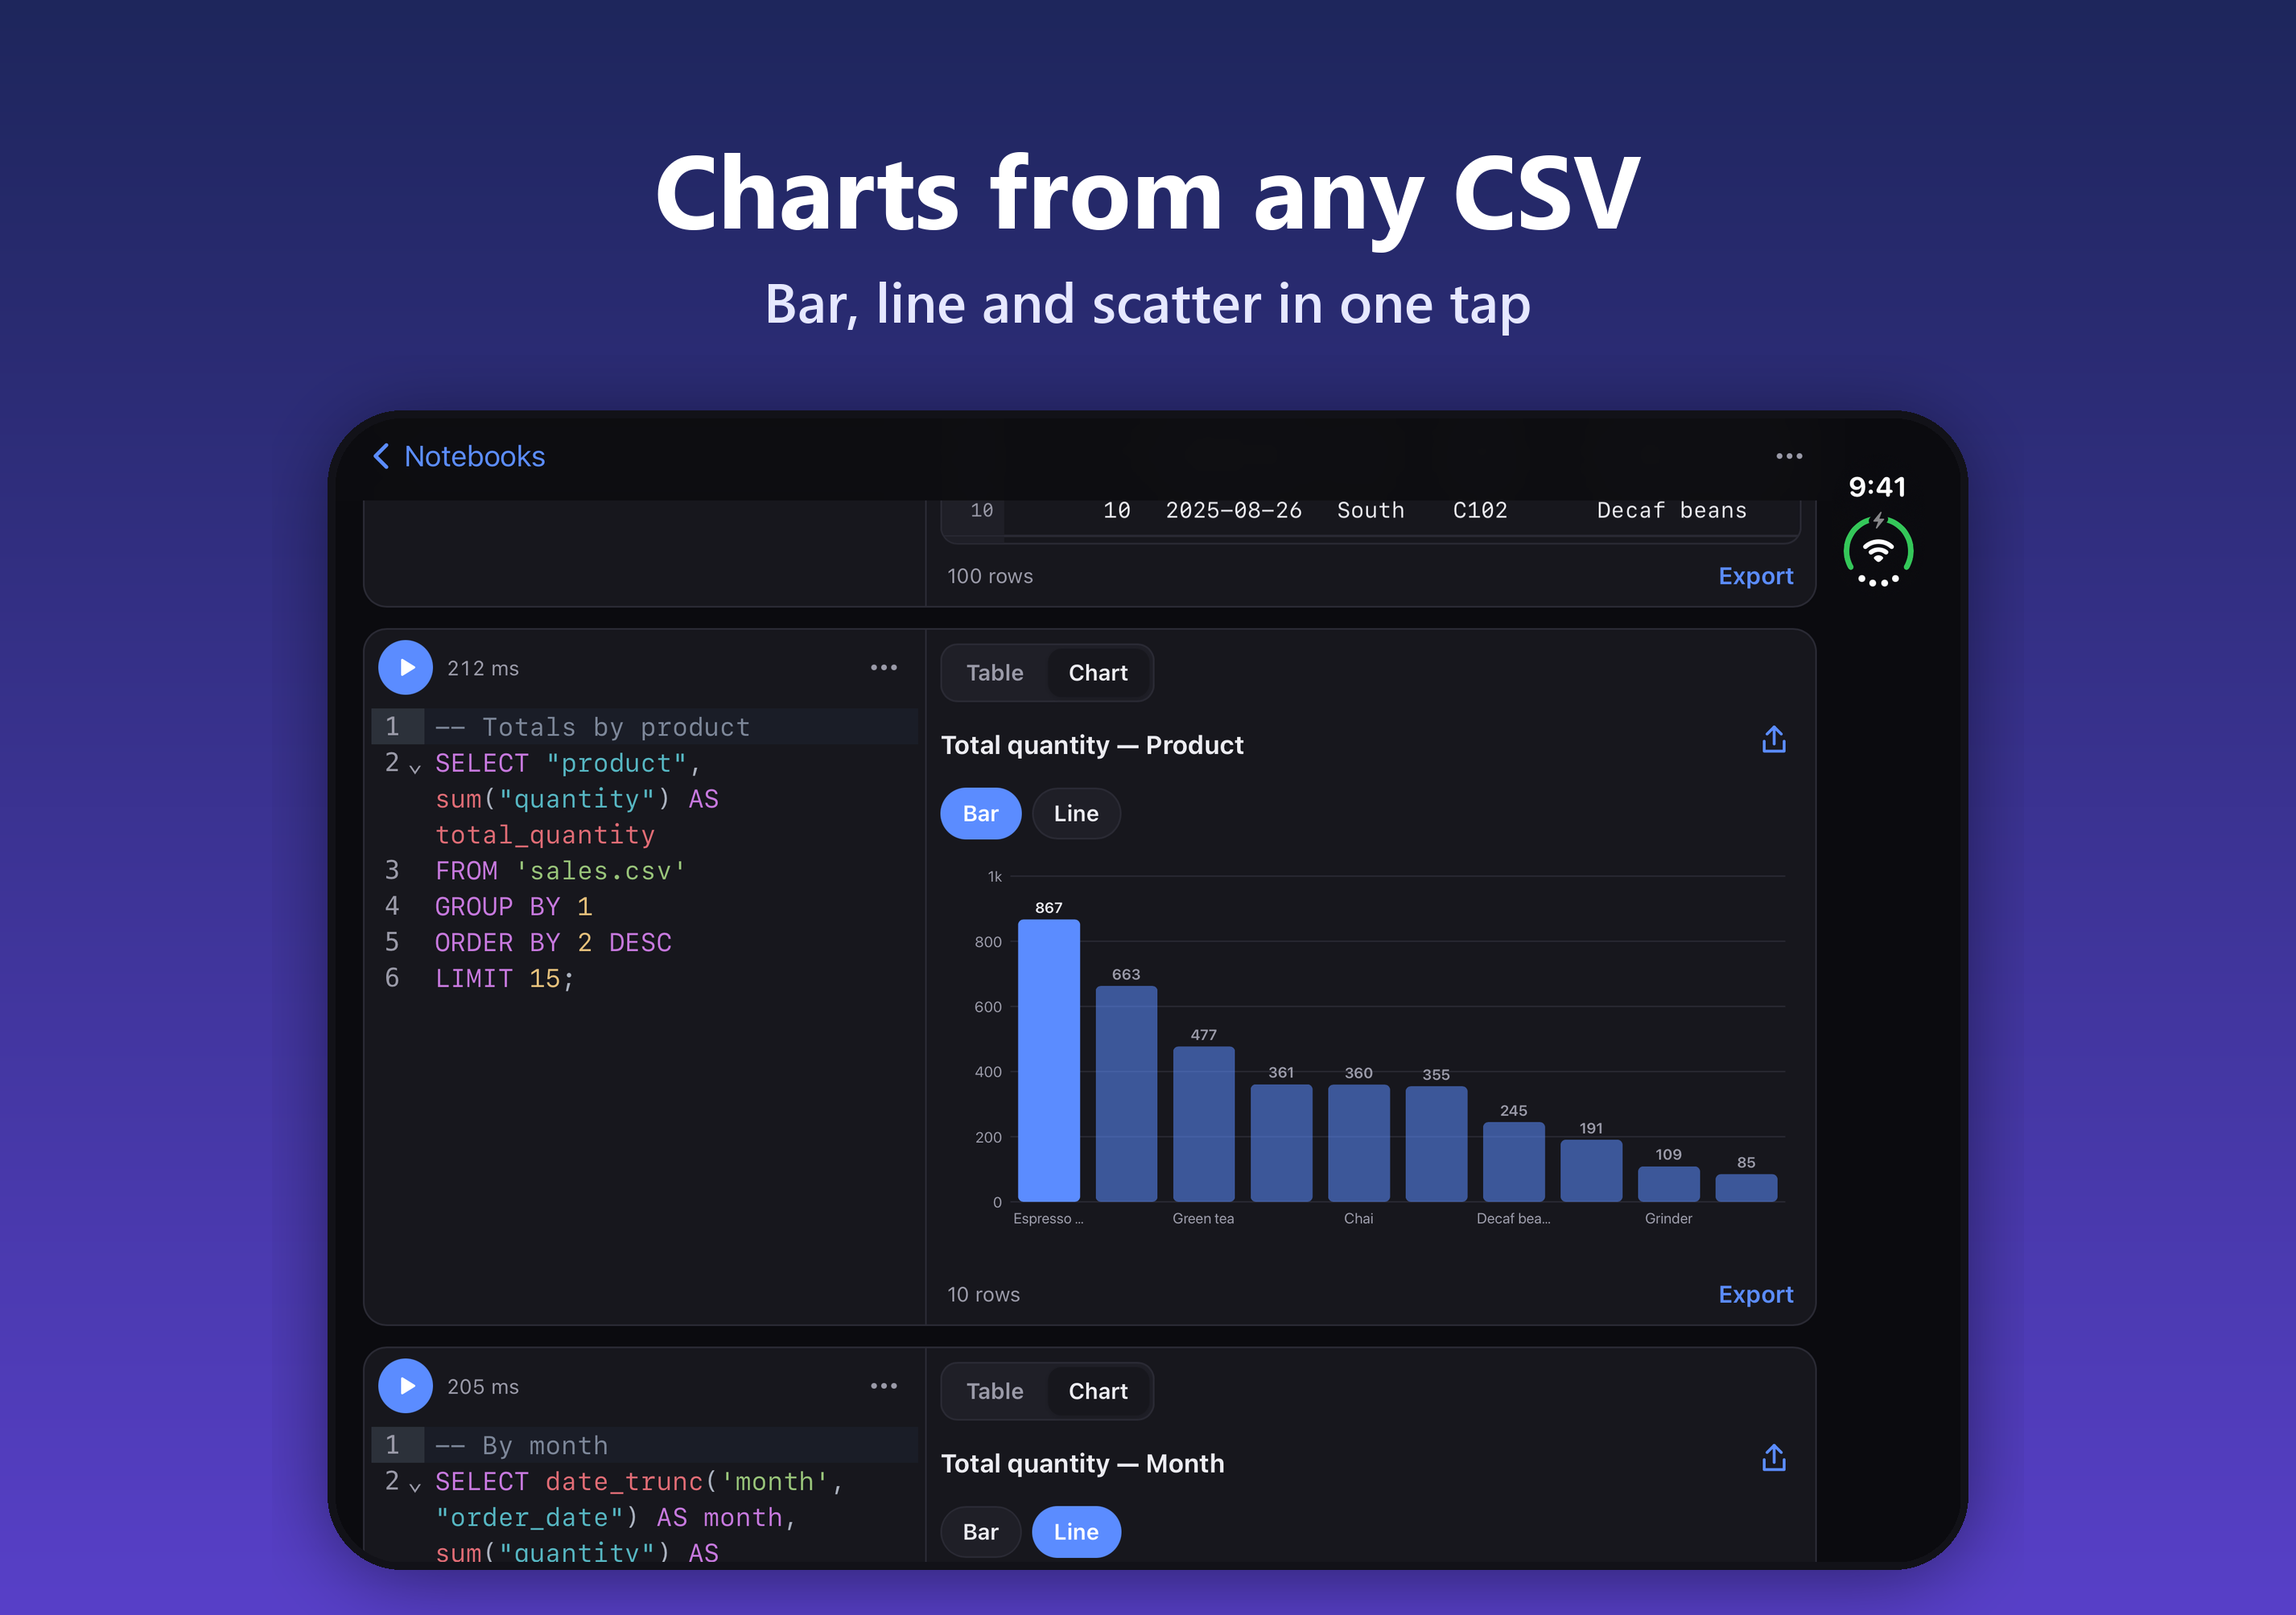 Charts from any CSV
Bar, line and scatter in one tap
Notebooks
9:41
10 10 2025-08-26 South C102 Decaf beans
100 rows Export
212 ms
1 -- Totals by product
2 SELECT "product",
sum("quantity") AS
total_quantity
3 FROM 'sales.csv'
4 GROUP BY 1
5 ORDER BY 2 DESC
6 LIMIT 15;
Table Chart
Total quantity — Product
Bar Line
1k
800
600
400
200
0
867
663
477
361
360
355
245
191
109
85
Espresso ... Green tea Chai Decaf bea... Grinder
10 rows Export
205 ms
1 -- By month
2 SELECT date_trunc('month',
"order_date") AS month,
sum("quantity") AS
Table Chart
Total quantity — Month
Bar Line